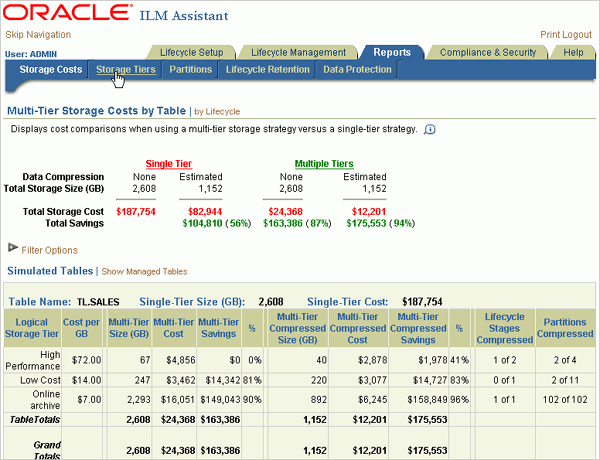 ORACLE ILM Assistant
Skip Navigation Print Logout
User: ADMIN
Lifecycle Setup Lifecycle Management Reports Compliance & Security Help
Storage Costs Storage Tiers Partitions Lifecycle Retention Data Protection
Multi-Tier Storage Costs by Table | by Lifecycle
Displays cost comparisons when using a multi-tier storage strategy versus a single-tier strategy.
Single Tier Multiple Tiers
Data Compression None Estimated None Estimated
Total Storage Size (GB) 2,608 1,152 2,608 1,152
Total Storage Cost $187,754 $82,944 $24,368 $12,201
Total Savings $104,810 (56%) $163,386 (87%) $175,553 (94%)
Filter Options
Simulated Tables | Show Managed Tables
Table Name: TL.SALES Single-Tier Size (GB): 2,608 Single-Tier Cost: $187,754
Logical Storage Tier Cost per GB Multi-Tier Size (GB) Multi-Tier Cost Multi-Tier Savings % Multi-Tier Compressed Size (GB) Multi-Tier Compressed Cost Multi-Tier Compressed Savings % Lifecycle Stages Compressed Partitions Compressed
High Performance $72.00 67 $4,856 $0 0% 40 $2,878 $1,978 41% 1 of 2 2 of 4
Low Cost $14.00 247 $3,462 $14,342 81% 220 $3,077 $14,727 83% 0 of 1 2 of 11
Online archive $7.00 2,293 $16,051 $149,043 90% 892 $6,245 $158,849 96% 1 of 1 102 of 102
TableTotals 2,608 $24,368 $163,386 1,152 $12,201 $175,553
Grand Totals 2,608 $24,368 $163,386 1,152 $12,201 $175,553